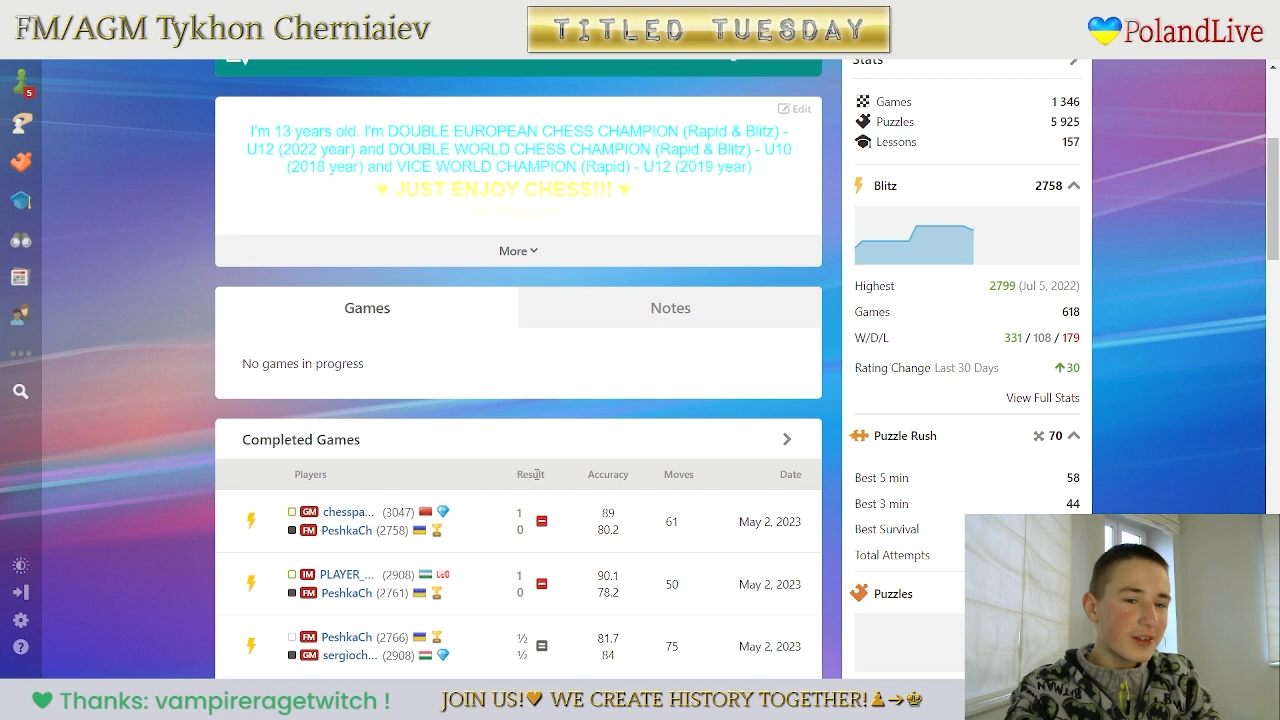 FM/AGM Tykhon Cherniaiev
TITLED TUESDAY
PolandLive
5
Edit
I'm 13 years old. I'm DOUBLE EUROPEAN CHESS CHAMPION (Rapid & Blitz) -
U12 (2022 year) and DOUBLE WORLD CHESS CHAMPION (Rapid & Blitz) - U10
(2018 year) and VICE WORLD CHAMPION (Rapid) - U12 (2019 year)
♥ JUST ENJOY CHESS!!! ♥
More
Games
Notes
No games in progress
Completed Games
Players Result Accuracy Moves Date
GM chesspa... (3047) 1 89 61 May 2, 2023
FM PeshkaCh (2758) 0 80.2
IM PLAYER_... (2908) 1 90.1 50 May 2, 2023
FM PeshkaCh (2761) 0 78.2
FM PeshkaCh (2766) ½ 81.7 75 May 2, 2023
GM sergioch... (2908) ½ 84
Stats
Games 1 346
Puzzles 5 925
Lessons 157
Blitz 2758
Highest 2799 (Jul 5, 2022)
Games 618
W/D/L 331 / 108 / 179
Rating Change Last 30 Days 30
View Full Stats
Puzzle Rush 70
Best 5 min 58
Best 3 min 44
Best Survival
Total Attempts
Puzzles
BATMAN
Thanks: vampireragetwitch !
JOIN US! WE CREATE HISTORY TOGETHER!